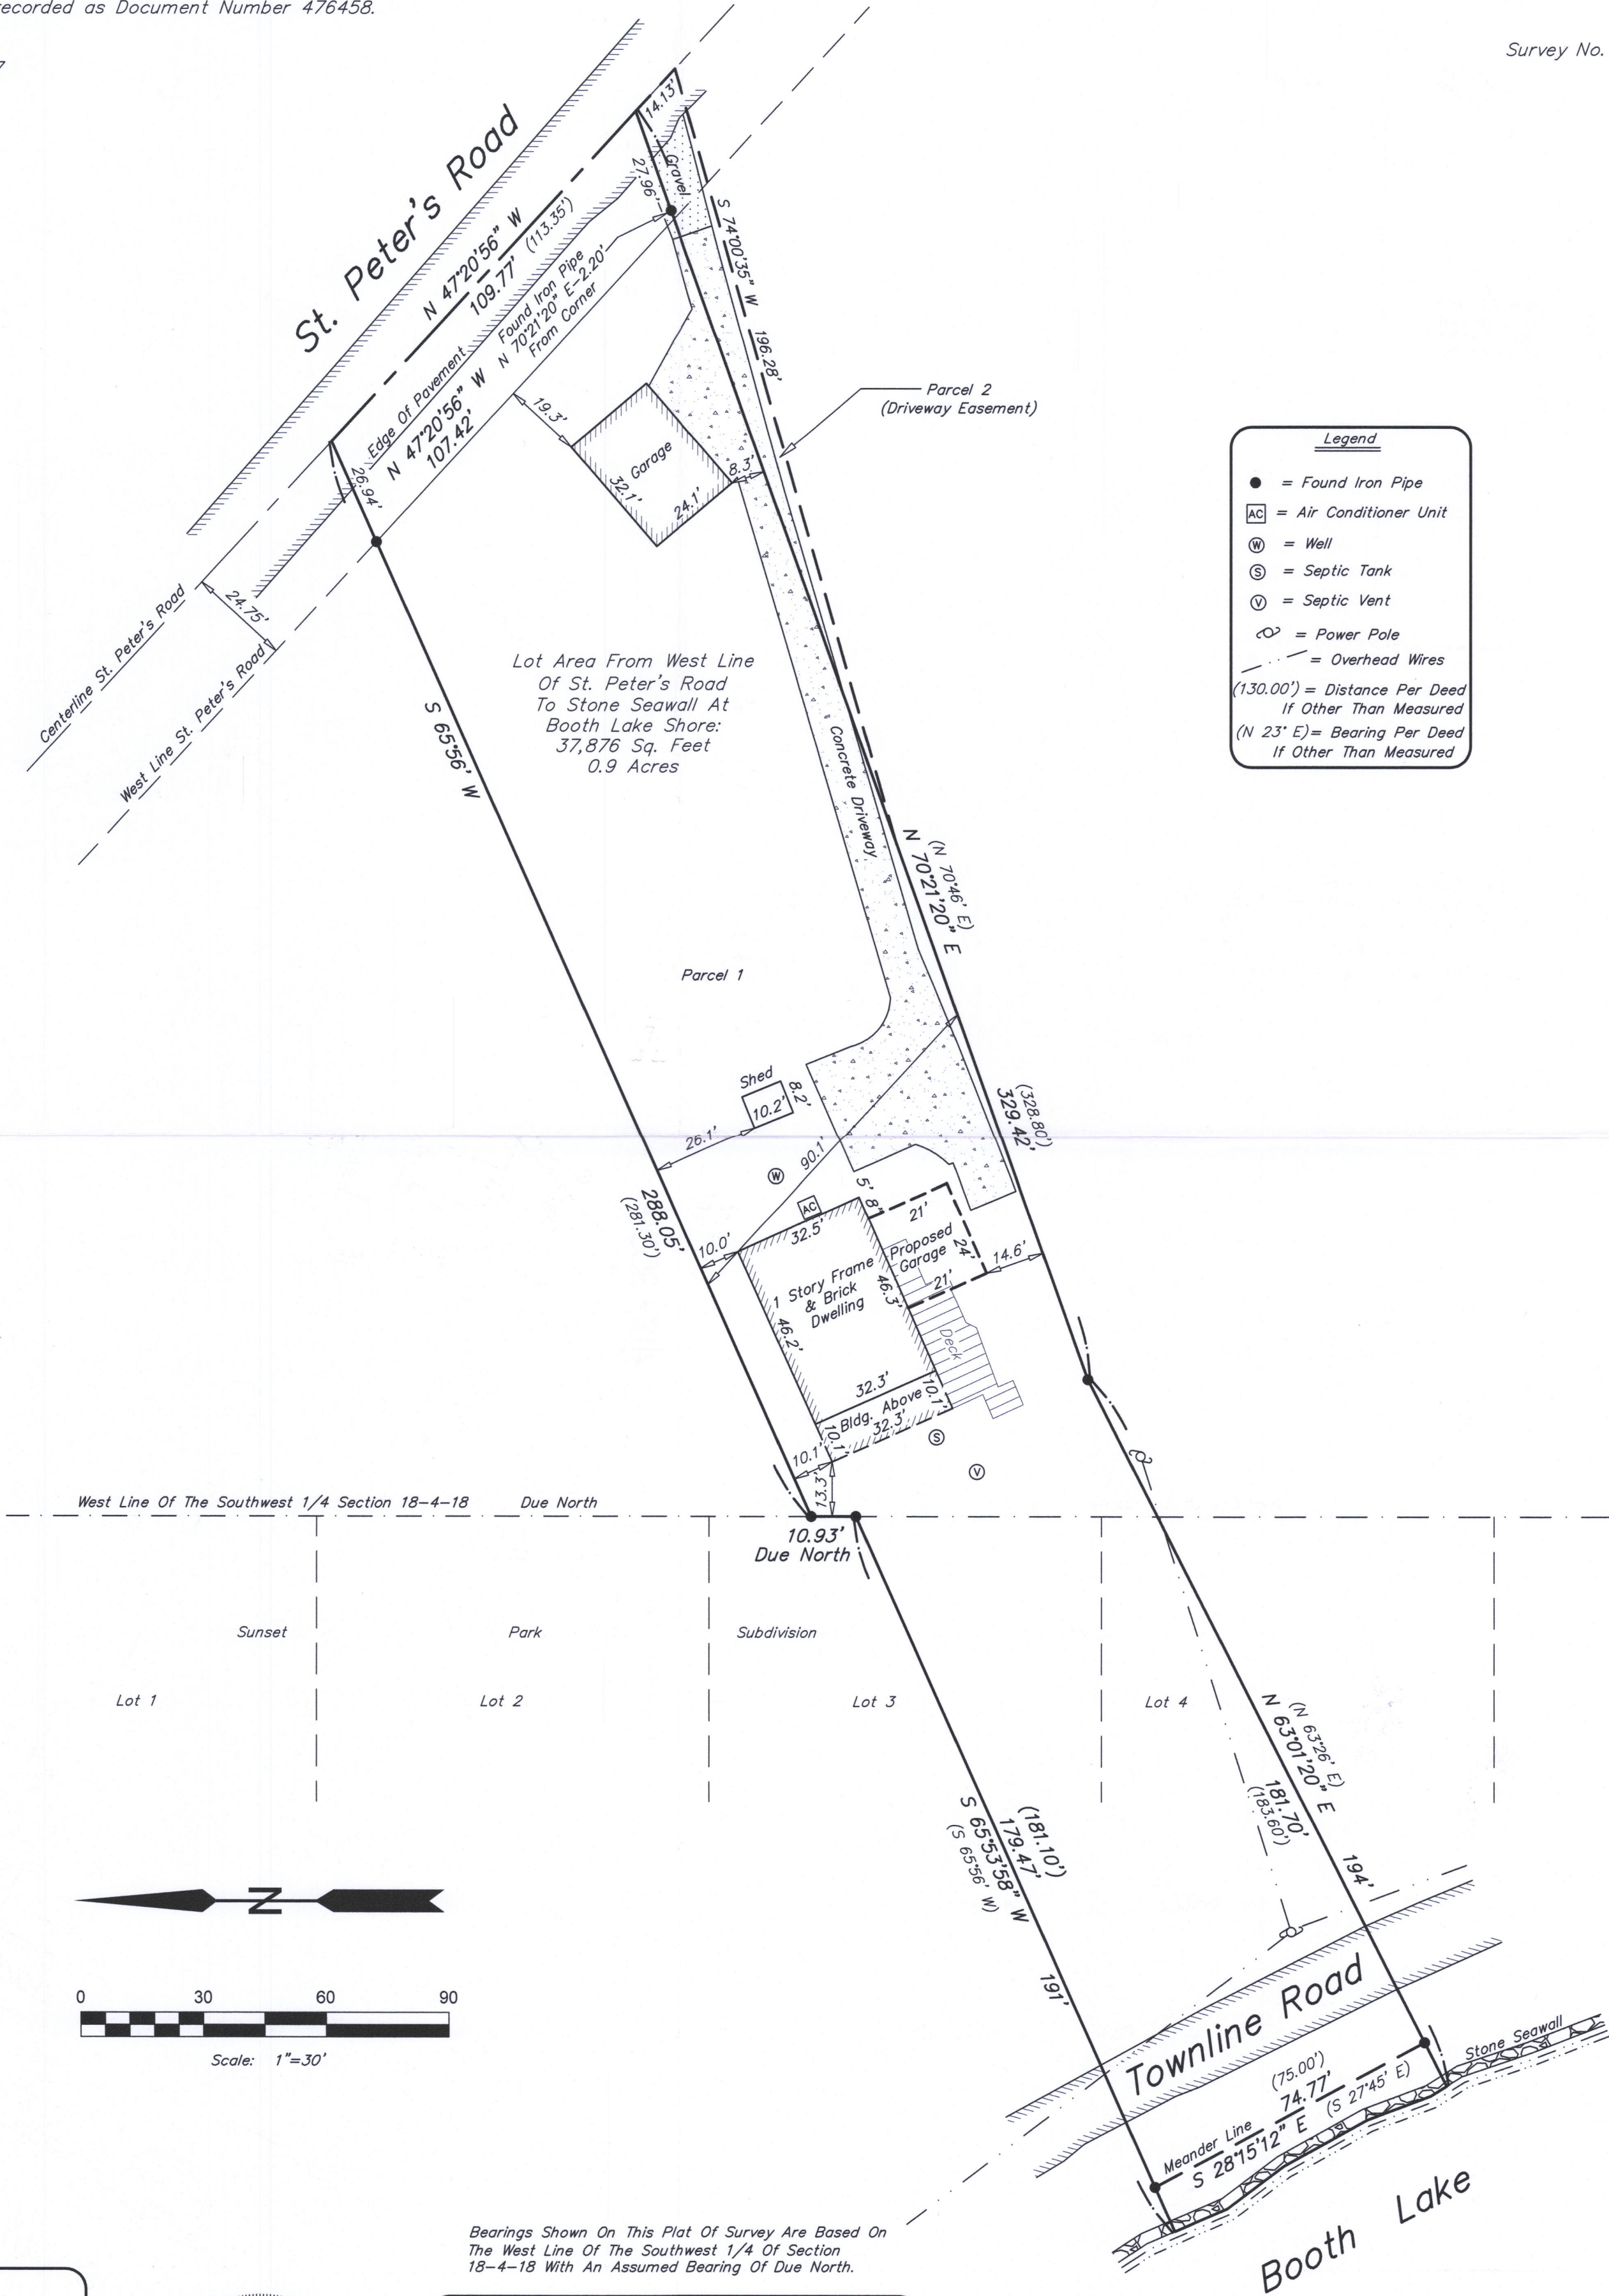 recorded as Document Number 476458.
7
Survey No.
St. Peter's Road
14.13'
Gravel
27.96'
N 47°20'56" W
109.77' (113.35')
Edge Of Pavement
Found Iron Pipe
N 70°21'20" E-2.20'
From Corner
N 47°20'56" W
107.42'
26.94'
S 74°00'35" W 196.28'
19.3'
Garage
32.1'
24.1'
8.3'
Parcel 2
(Driveway Easement)
Legend
= Found Iron Pipe
AC = Air Conditioner Unit
W = Well
S = Septic Tank
V = Septic Vent
= Power Pole
= Overhead Wires
(130.00') = Distance Per Deed
If Other Than Measured
(N 23° E)= Bearing Per Deed
If Other Than Measured
24.75'
Centerline St. Peter's Road
West Line St. Peter's Road
S 65°56' W
Lot Area From West Line
Of St. Peter's Road
To Stone Seawall At
Booth Lake Shore:
37,876 Sq. Feet
0.9 Acres
Concrete Driveway
(N 70°46' E)
N 70°21'20" E
Parcel 1
Shed
8.2'
10.2'
26.1'
(328.80')
329.42'
W
90.1'
288.05'
(281.30')
AC
5' 8"
21'
32.5'
10.0'
Proposed
Garage
24'
21'
14.6'
1 Story Frame
& Brick
Dwelling
46.3'
46.2'
Deck
32.3'
10.1'
Bldg. Above
32.3'
10.1'
10.1'
13.3'
S
V
West Line Of The Southwest 1/4 Section 18-4-18 Due North
10.93'
Due North
Sunset Park Subdivision
Lot 1 Lot 2 Lot 3 Lot 4
(N 63°26' E)
N 63°01'20" E
181.70'
(183.60')
194'
(181.10')
179.47'
S 65°53'58" W
(S 65°56' W)
191'
N
0 30 60 90
Scale: 1"=30'
Townline Road
Stone Seawall
(75.00')
74.77'
Meander Line
S 28°15'12" E (S 27°45' E)
Booth Lake
Bearings Shown On This Plat Of Survey Are Based On
The West Line Of The Southwest 1/4 Of Section
18-4-18 With An Assumed Bearing Of Due North.